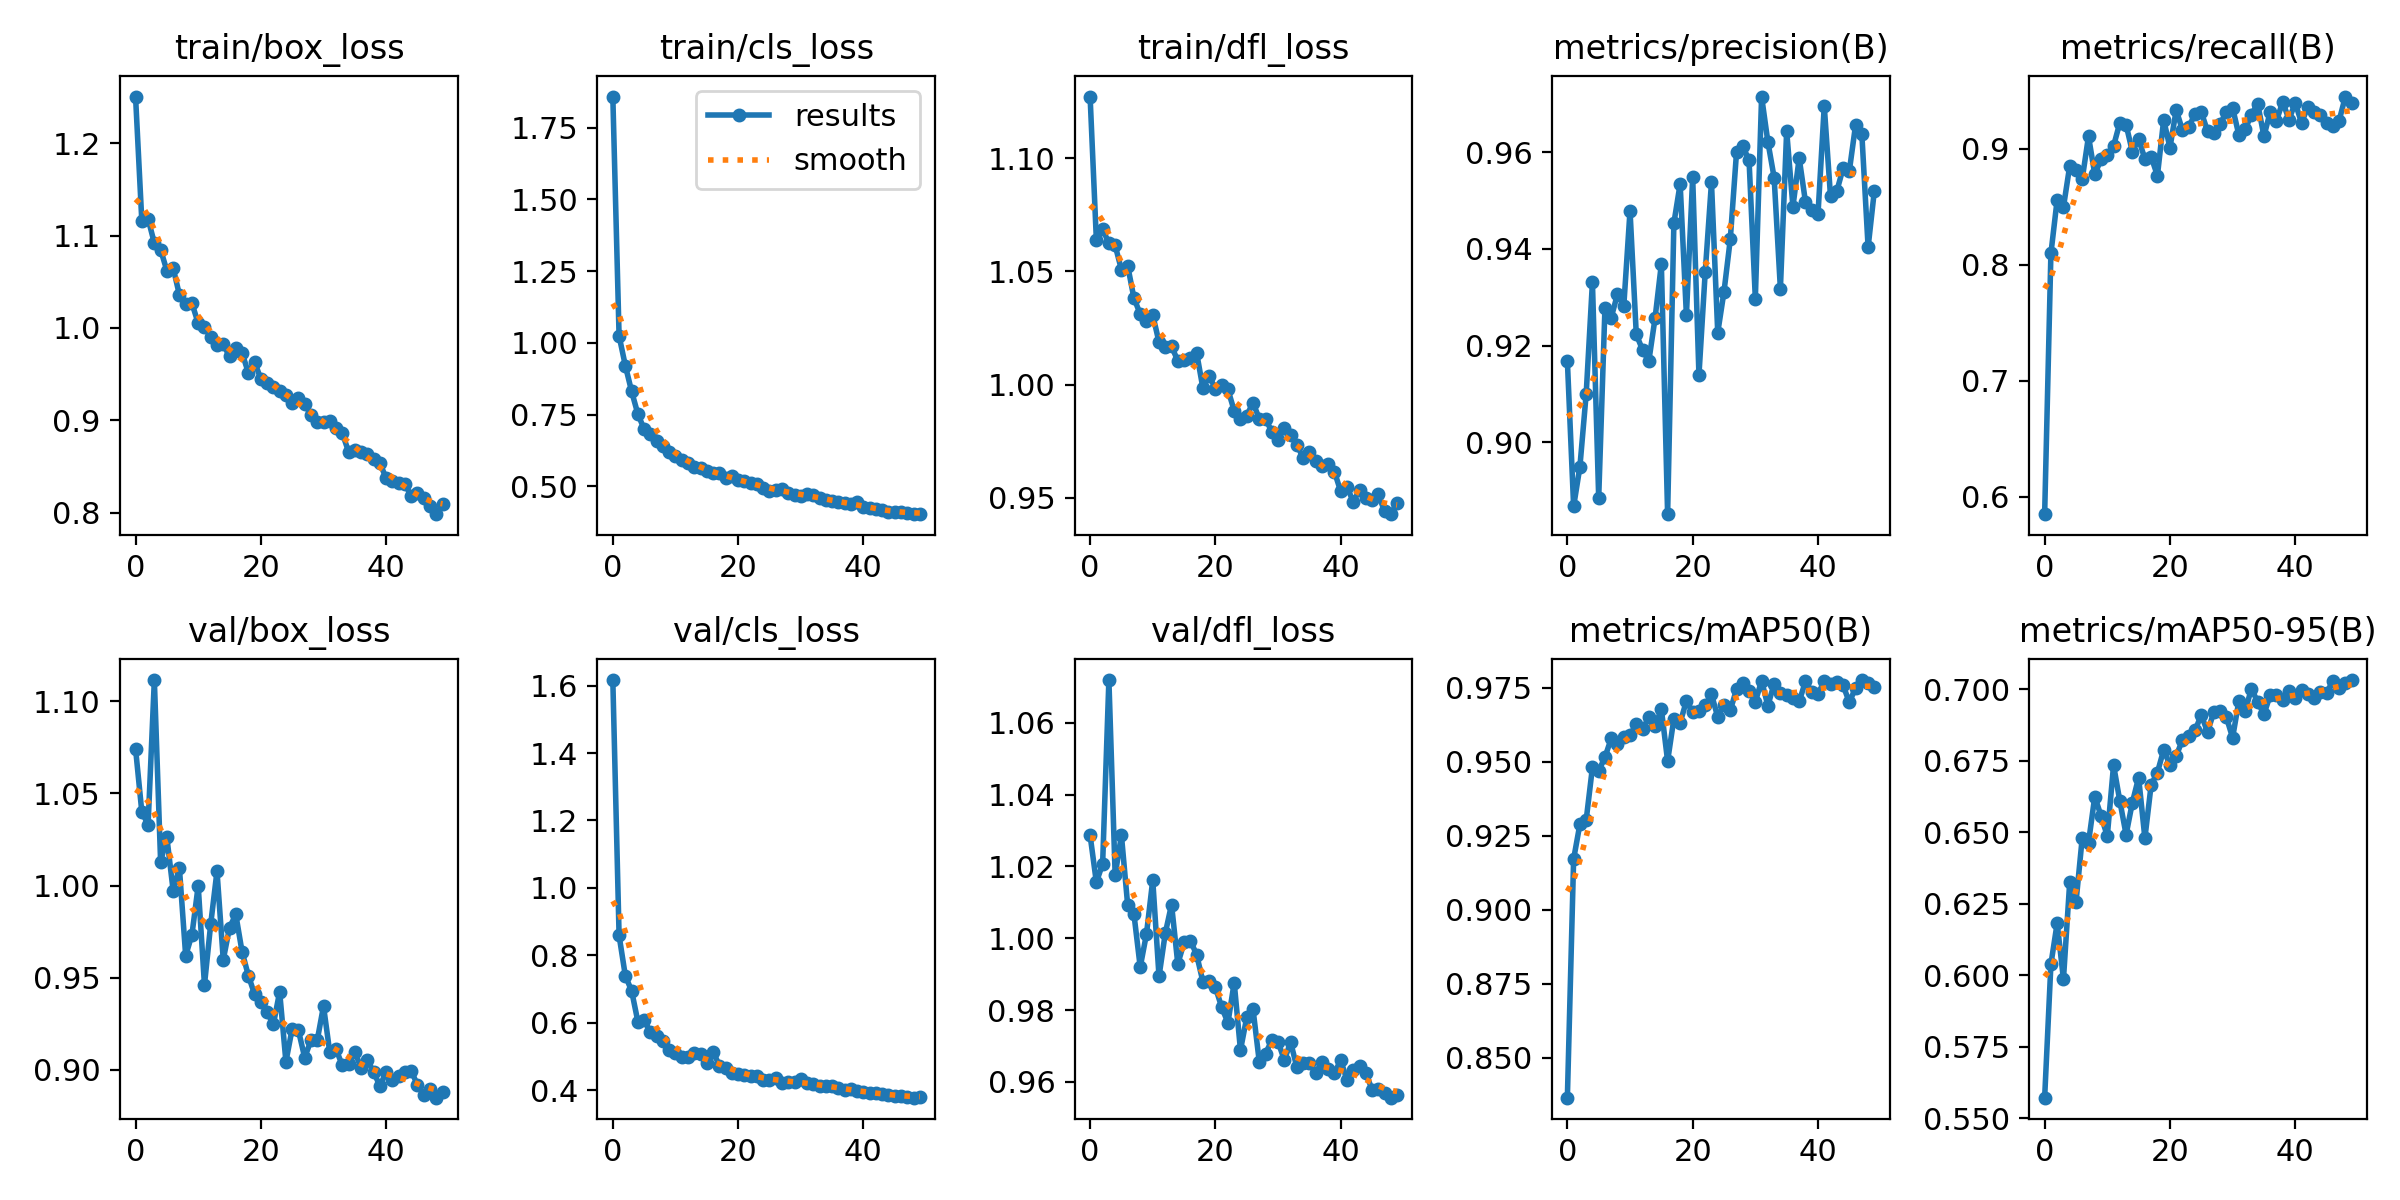 train/box_loss
1.2
1.1
1.0
0.9
0.8
0 20 40
train/cls_loss
results
smooth
1.75
1.50
1.25
1.00
0.75
0.50
0 20 40
train/dfl_loss
1.10
1.05
1.00
0.95
0 20 40
metrics/precision(B)
0.96
0.94
0.92
0.90
0 20 40
metrics/recall(B)
0.9
0.8
0.7
0.6
0 20 40
val/box_loss
1.10
1.05
1.00
0.95
0.90
0 20 40
val/cls_loss
1.6
1.4
1.2
1.0
0.8
0.6
0.4
0 20 40
val/dfl_loss
1.06
1.04
1.02
1.00
0.98
0.96
0 20 40
metrics/mAP50(B)
0.975
0.950
0.925
0.900
0.875
0.850
0 20 40
metrics/mAP50-95(B)
0.700
0.675
0.650
0.625
0.600
0.575
0.550
0 20 40